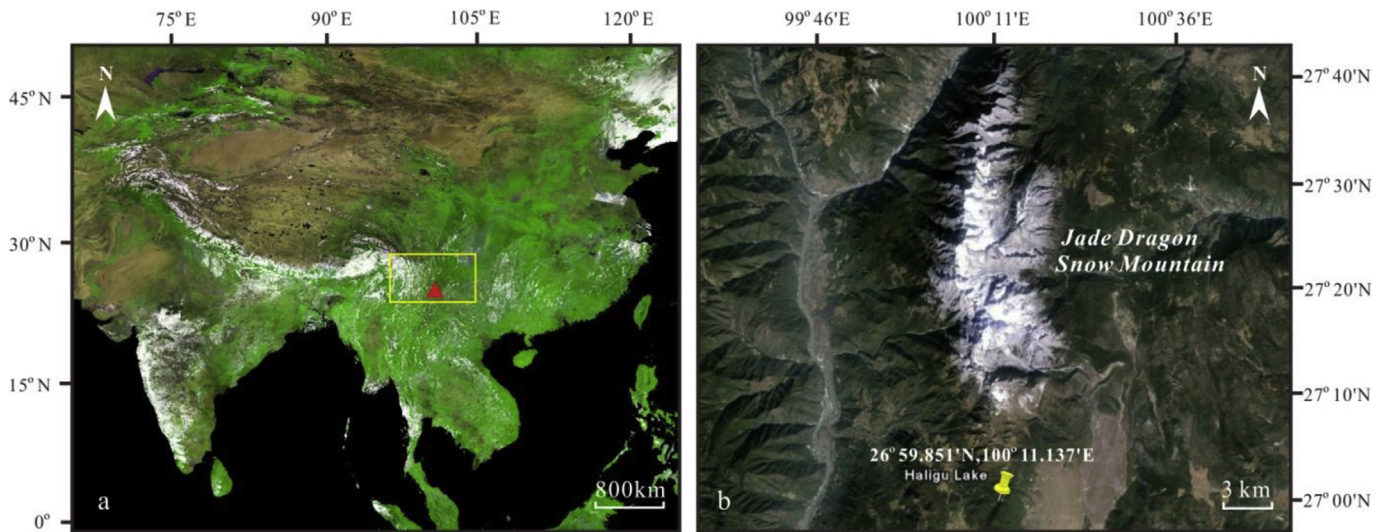 75°E 90°E 105°E 120°E
99°46'E 100°11'E 100°36'E
N
45°N
30°N
15°N
0°
a
800km
N
27°40'N
27°30'N
Jade Dragon
Snow Mountain
27°20'N
27°10'N
26°59.851'N,100°11.137'E
Haligu Lake
27°00'N
b
3 km